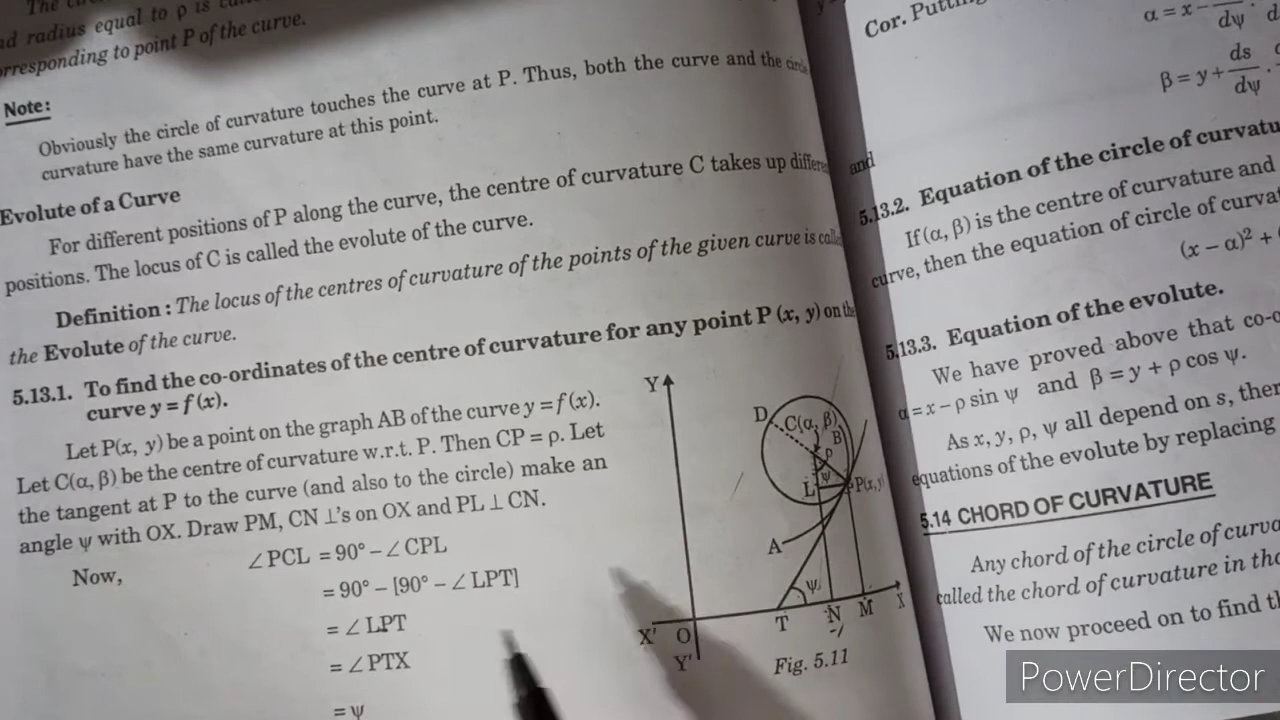 The
nd radius equal to ρ is
rresponding to point P of the curve.
Note:
Obviously the circle of curvature touches the curve at P. Thus, both the curve and the circle
curvature have the same curvature at this point.
Evolute of a Curve
For different positions of P along the curve, the centre of curvature C takes up differe
positions. The locus of C is called the evolute of the curve.
Definition : The locus of the centres of curvature of the points of the given curve is calle
the Evolute of the curve.
5.13.1. To find the co-ordinates of the centre of curvature for any point P (x, y) on the
curve y = f (x).
Let P(x, y) be a point on the graph AB of the curve y = f (x).
Let C(α, β) be the centre of curvature w.r.t. P. Then CP = ρ. Let
the tangent at P to the curve (and also to the circle) make an
angle ψ with OX. Draw PM, CN ⊥'s on OX and PL ⊥ CN.
Now, ∠PCL = 90° – ∠CPL
= 90° – [90° – ∠LPT]
= ∠LPT
= ∠PTX
= ψ
Y
D
C(α, β)
B
ρ
ψ
L
P(x, y)
A
ψ
X' O T N M X
Y'
Fig. 5.11
Cor. Putting
α = x –
dψ
ds
β = y + dψ .
and
5.13.2. Equation of the circle of curvatu
If (α, β) is the centre of curvature and
curve, then the equation of circle of curvat
(x – α)² +
5.13.3. Equation of the evolute.
We have proved above that co-o
α = x – ρ sin ψ and β = y + ρ cos ψ.
As x, y, ρ, ψ all depend on s, ther
equations of the evolute by replacing
5.14 CHORD OF CURVATURE
Any chord of the circle of curva
called the chord of curvature in tha
We now proceed on to find th
PowerDirector